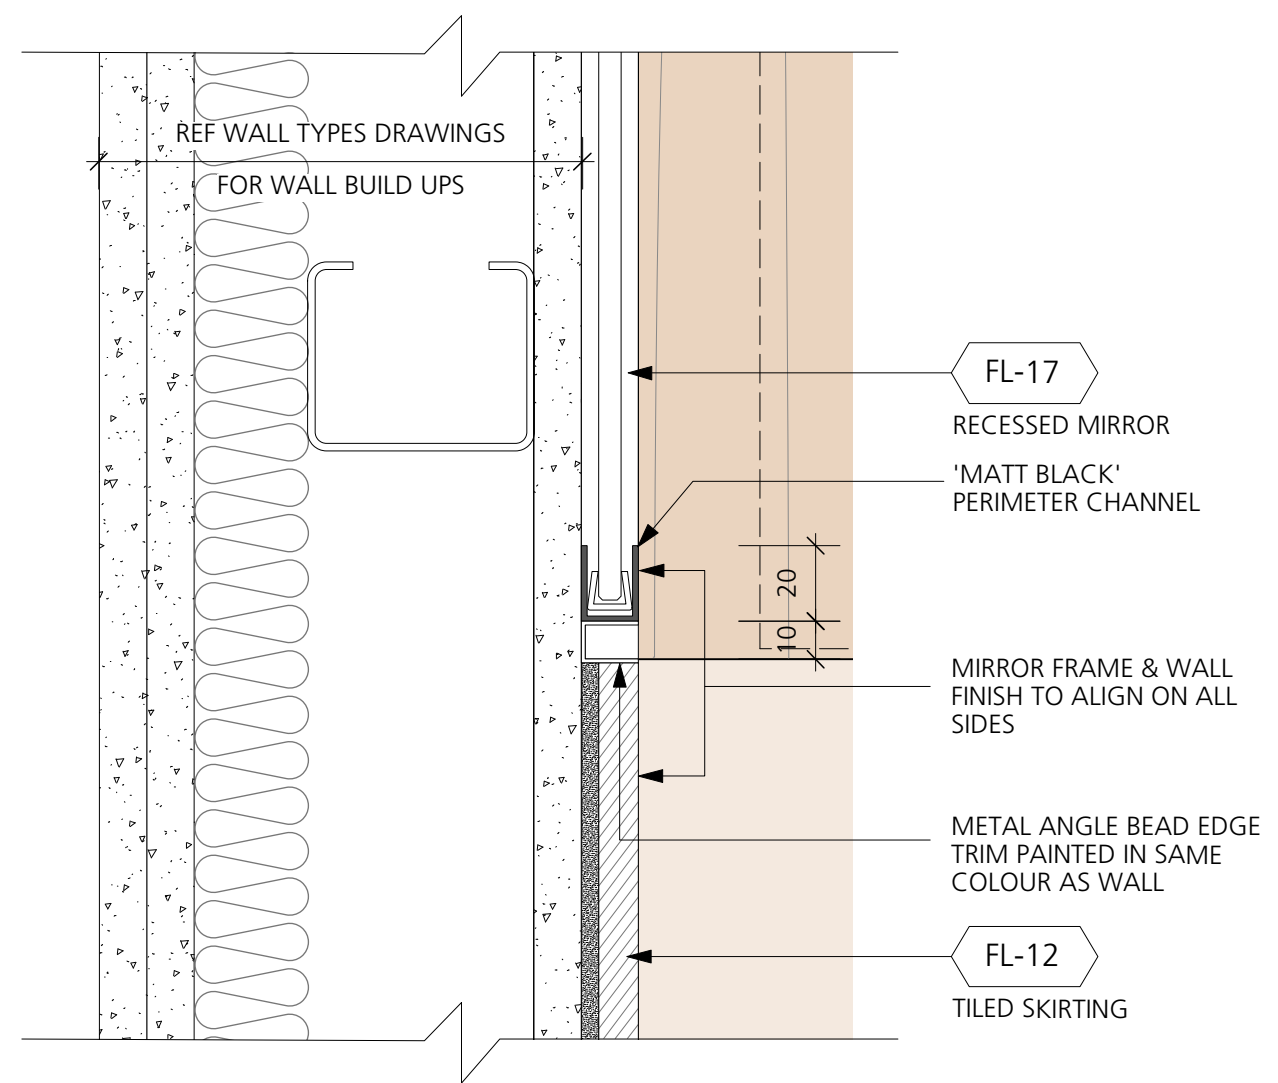 REF WALL TYPES DRAWINGS
FOR WALL BUILD UPS
FL-17
RECESSED MIRROR
'MATT BLACK'
PERIMETER CHANNEL
20
10
MIRROR FRAME & WALL
FINISH TO ALIGN ON ALL
SIDES
METAL ANGLE BEAD EDGE
TRIM PAINTED IN SAME
COLOUR AS WALL
FL-12
TILED SKIRTING